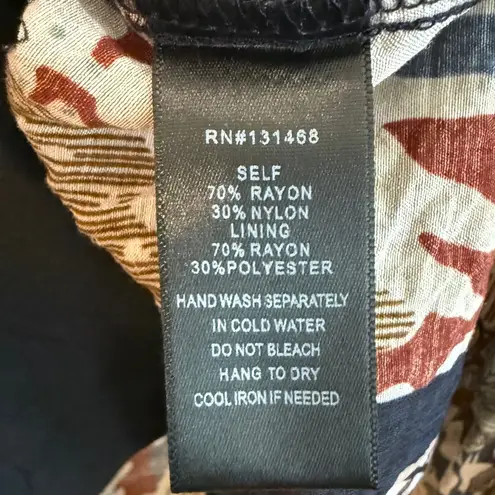 RN#131468
SELF
70% RAYON
30% NYLON
LINING
70% RAYON
30%POLYESTER
HAND WASH SEPARATELY
IN COLD WATER
DO NOT BLEACH
HANG TO DRY
COOL IRON IF NEEDED